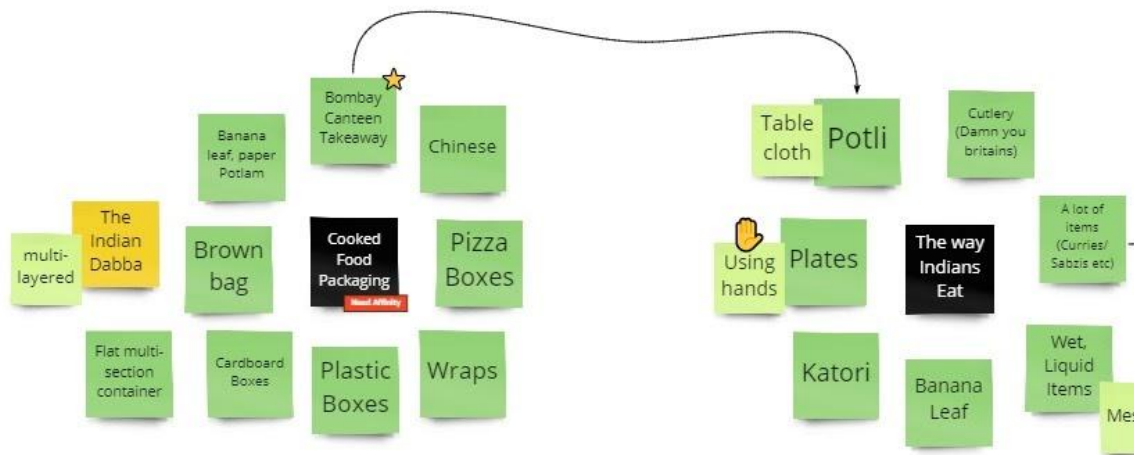 Bombay
Canteen
Takeaway
Banana
leaf, paper
Potlam
Chinese
The
Indian
Dabba
multi-
layered
Brown
bag
Cooked
Food
Packaging
Need Affinity
Pizza
Boxes
Flat multi-
section
container
Cardboard
Boxes
Plastic
Boxes
Wraps
Table
cloth
Potli
Cutlery
(Damn you
britains)
Using
hands
Plates
The way
Indians
Eat
A lot of
items
(Curries/
Sabzis etc)
Katori
Banana
Leaf
Wet,
Liquid
Items